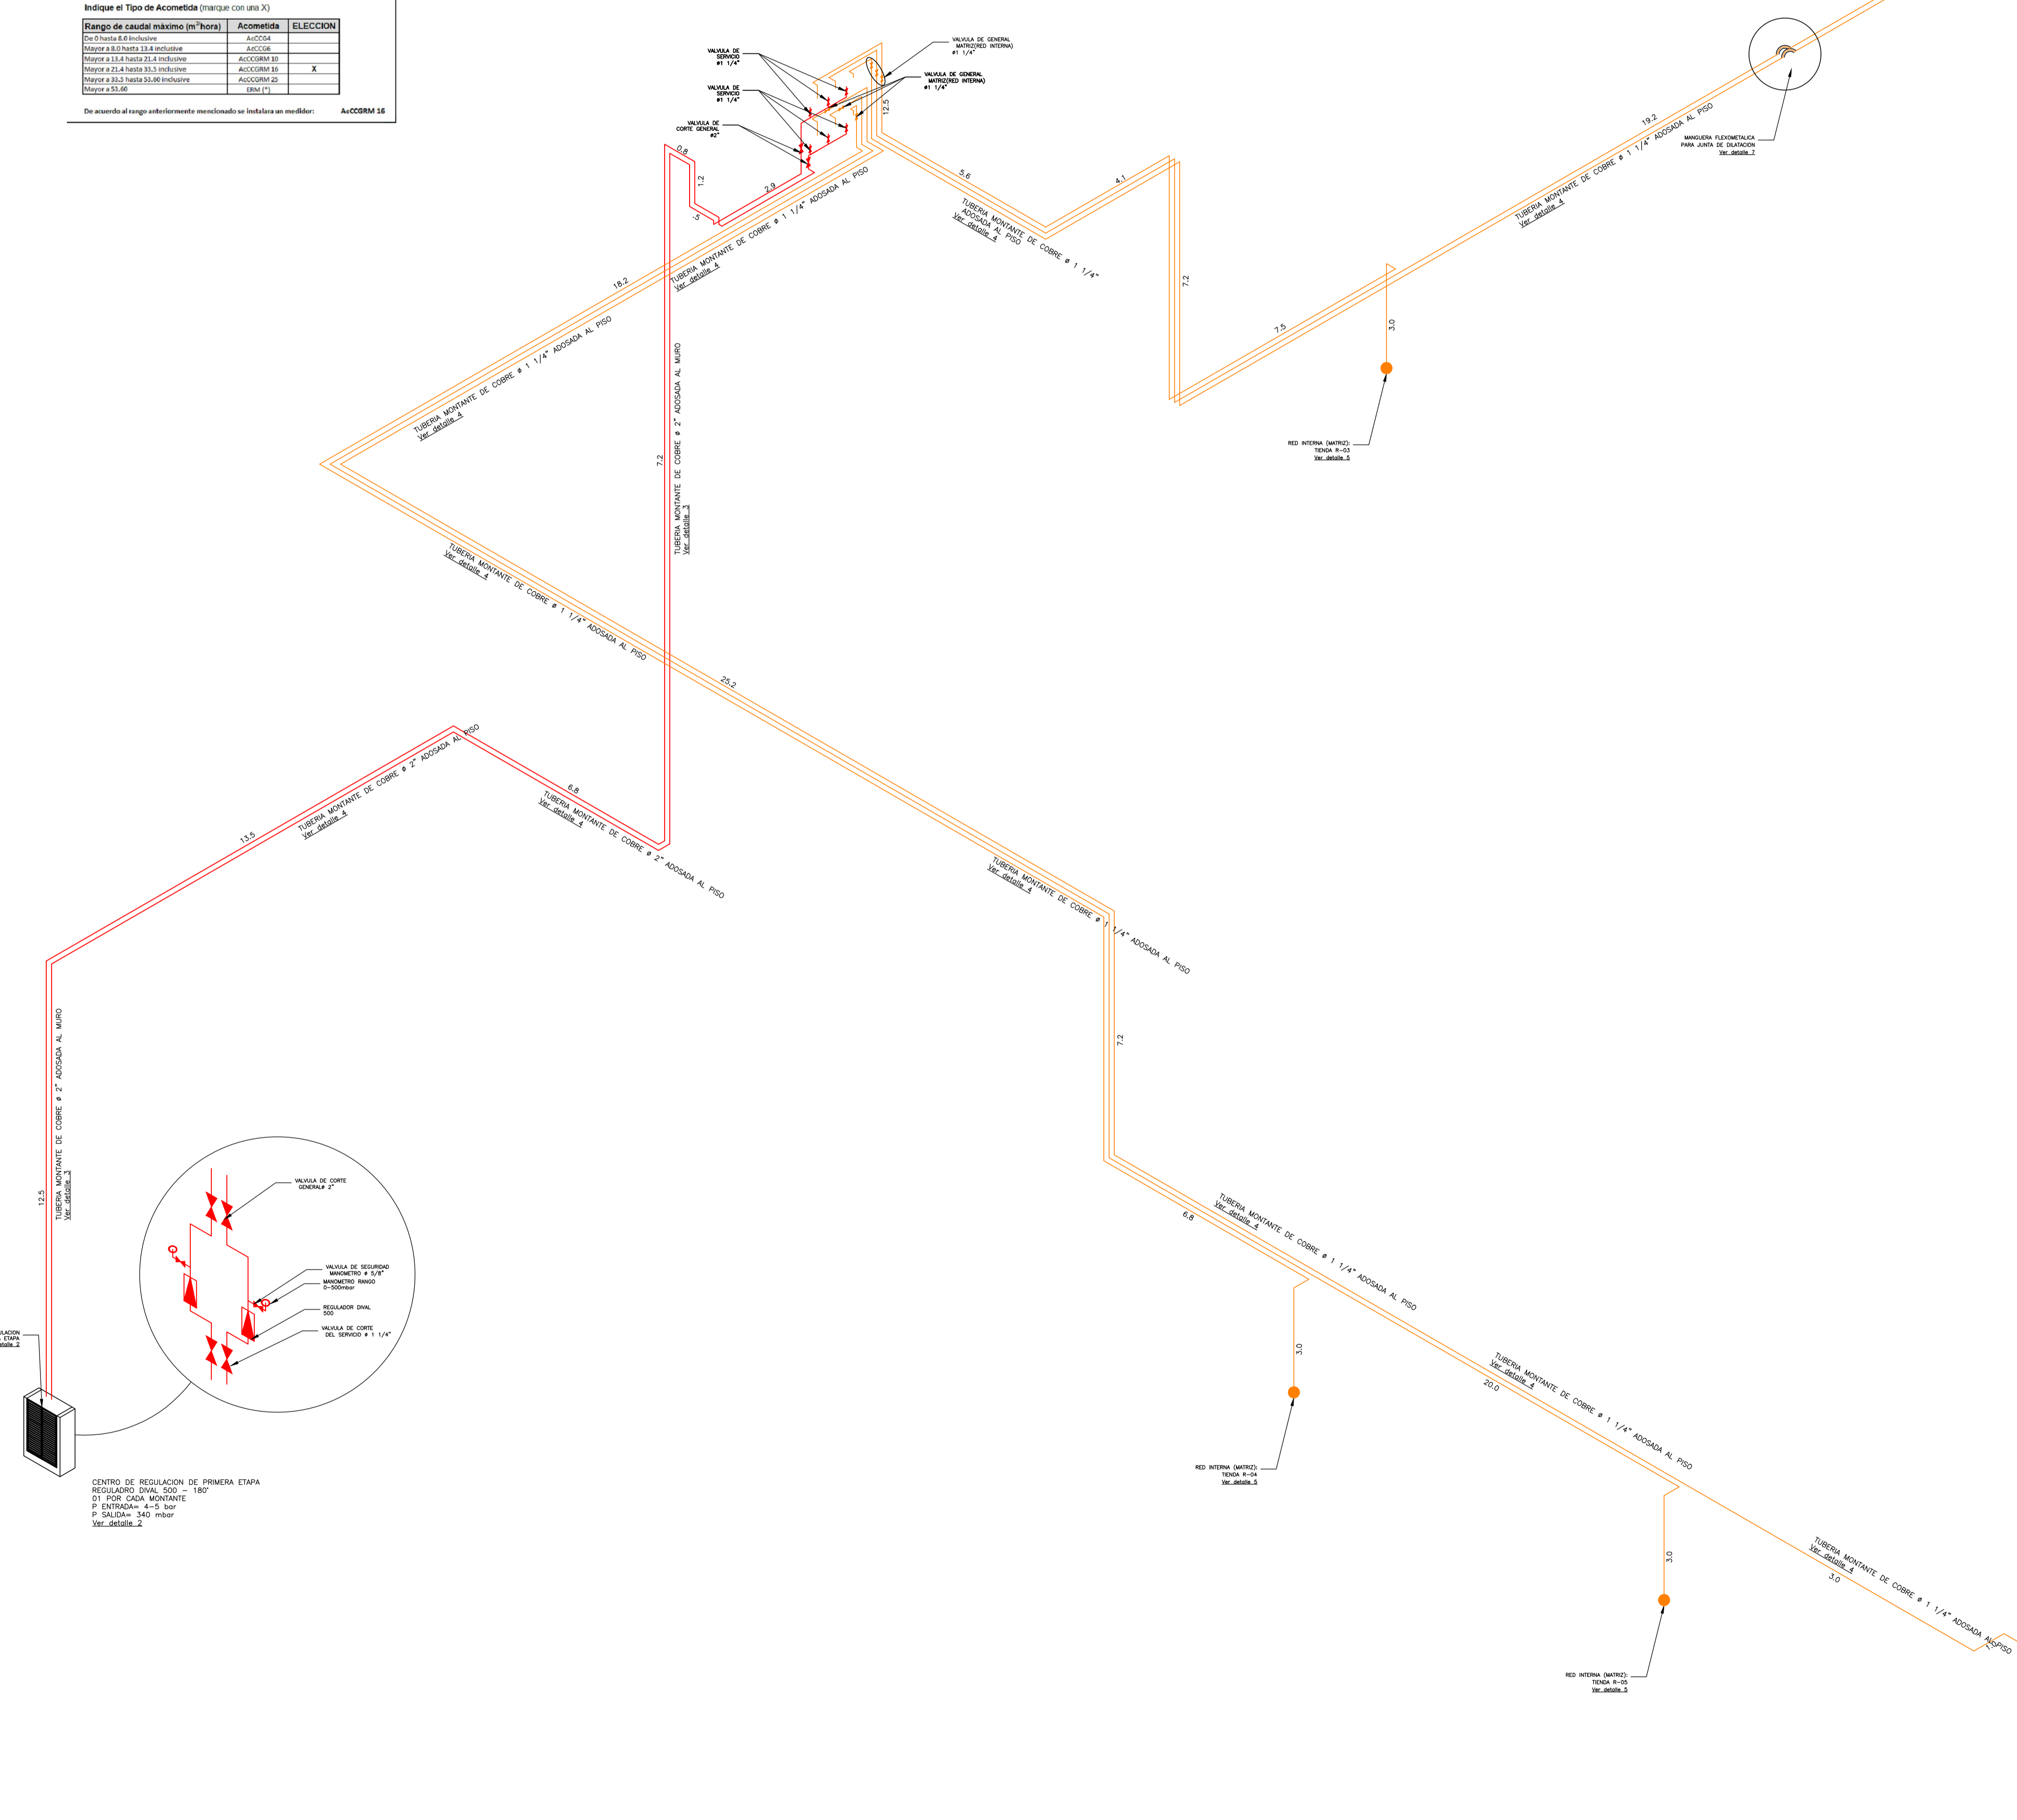 Indique el Tipo de Acometida (marque con una X)
Rango de caudal máximo (m³/hora) Acometida ELECCION
De 0 hasta 8.0 inclusive AcCCG4
Mayor a 8.0 hasta 13.4 inclusive AcCCG6
Mayor a 13.4 hasta 21.4 inclusive AcCCGRM 10
Mayor a 21.4 hasta 33.5 inclusive AcCCGRM 16 X
Mayor a 33.5 hasta 53.60 inclusive AcCCGRM 25
Mayor a 53.60 ERM (*)
De acuerdo al rango anteriormente mencionado se instalara un medidor: AcCCGRM 16
VALVULA DE
SERVICIO
ø1 1/4"
VALVULA DE
SERVICIO
ø1 1/4"
VALVULA DE
CORTE GENERAL
ø2"
VALVULA DE GENERAL
MATRIZ(RED INTERNA)
ø1 1/4"
VALVULA DE GENERAL
MATRIZ(RED INTERNA)
ø1 1/4"
12.5
0.8
1.2
.5
2.9
TUBERIA MONTANTE DE COBRE ø 1 1/4" ADOSADA AL PISO
Ver detalle 4
5.6
TUBERIA MONTANTE DE COBRE ø 1 1/4"
ADOSADA AL PISO
Ver detalle 4
4.1
7.2
7.5
19.2
TUBERIA MONTANTE DE COBRE ø 1 1/4" ADOSADA AL PISO
Ver detalle 4
MANGUERA FLEXOMETALICA
PARA JUNTA DE DILATACION
Ver detalle 7
3.0
RED INTERNA (MATRIZ):
TIENDA R-03
Ver detalle 5
18.2
TUBERIA MONTANTE DE COBRE ø 1 1/4" ADOSADA AL PISO
Ver detalle 4
7.2
TUBERIA MONTANTE DE COBRE ø 2" ADOSADA AL MURO
Ver detalle 3
TUBERIA MONTANTE DE COBRE ø 1 1/4" ADOSADA AL PISO
Ver detalle 4
25.2
13.5
TUBERIA MONTANTE DE COBRE ø 2" ADOSADA AL PISO
Ver detalle 4
6.8
TUBERIA MONTANTE DE COBRE ø 2" ADOSADA AL PISO
Ver detalle 4
TUBERIA MONTANTE DE COBRE ø 1 1/4" ADOSADA AL PISO
Ver detalle 4
7.2
12.5
TUBERIA MONTANTE DE COBRE ø 2" ADOSADA AL MURO
Ver detalle 3
VALVULA DE CORTE
GENERALø 2"
VALVULA DE SEGURIDAD
MANOMETRO ø 5/8"
MANOMETRO RANGO
0-500mbar
REGULADOR DIVAL
500
VALVULA DE CORTE
DEL SERVICIO ø 1 1/4"
ETAPA
CENTRO DE REGULACION DE PRIMERA ETAPA
REGULADRO DIVAL 500 - 180°
01 POR CADA MONTANTE
P ENTRADA= 4-5 bar
P SALIDA= 340 mbar
Ver detalle 2
6.8
TUBERIA MONTANTE DE COBRE ø 1 1/4" ADOSADA AL PISO
Ver detalle 4
3.0
RED INTERNA (MATRIZ):
TIENDA R-04
Ver detalle 5
20.0
TUBERIA MONTANTE DE COBRE ø 1 1/4" ADOSADA AL PISO
Ver detalle 4
3.0
RED INTERNA (MATRIZ):
TIENDA R-05
Ver detalle 5
3.0
TUBERIA MONTANTE DE COBRE ø 1 1/4" ADOSADA AL PISO
Ver detalle 4